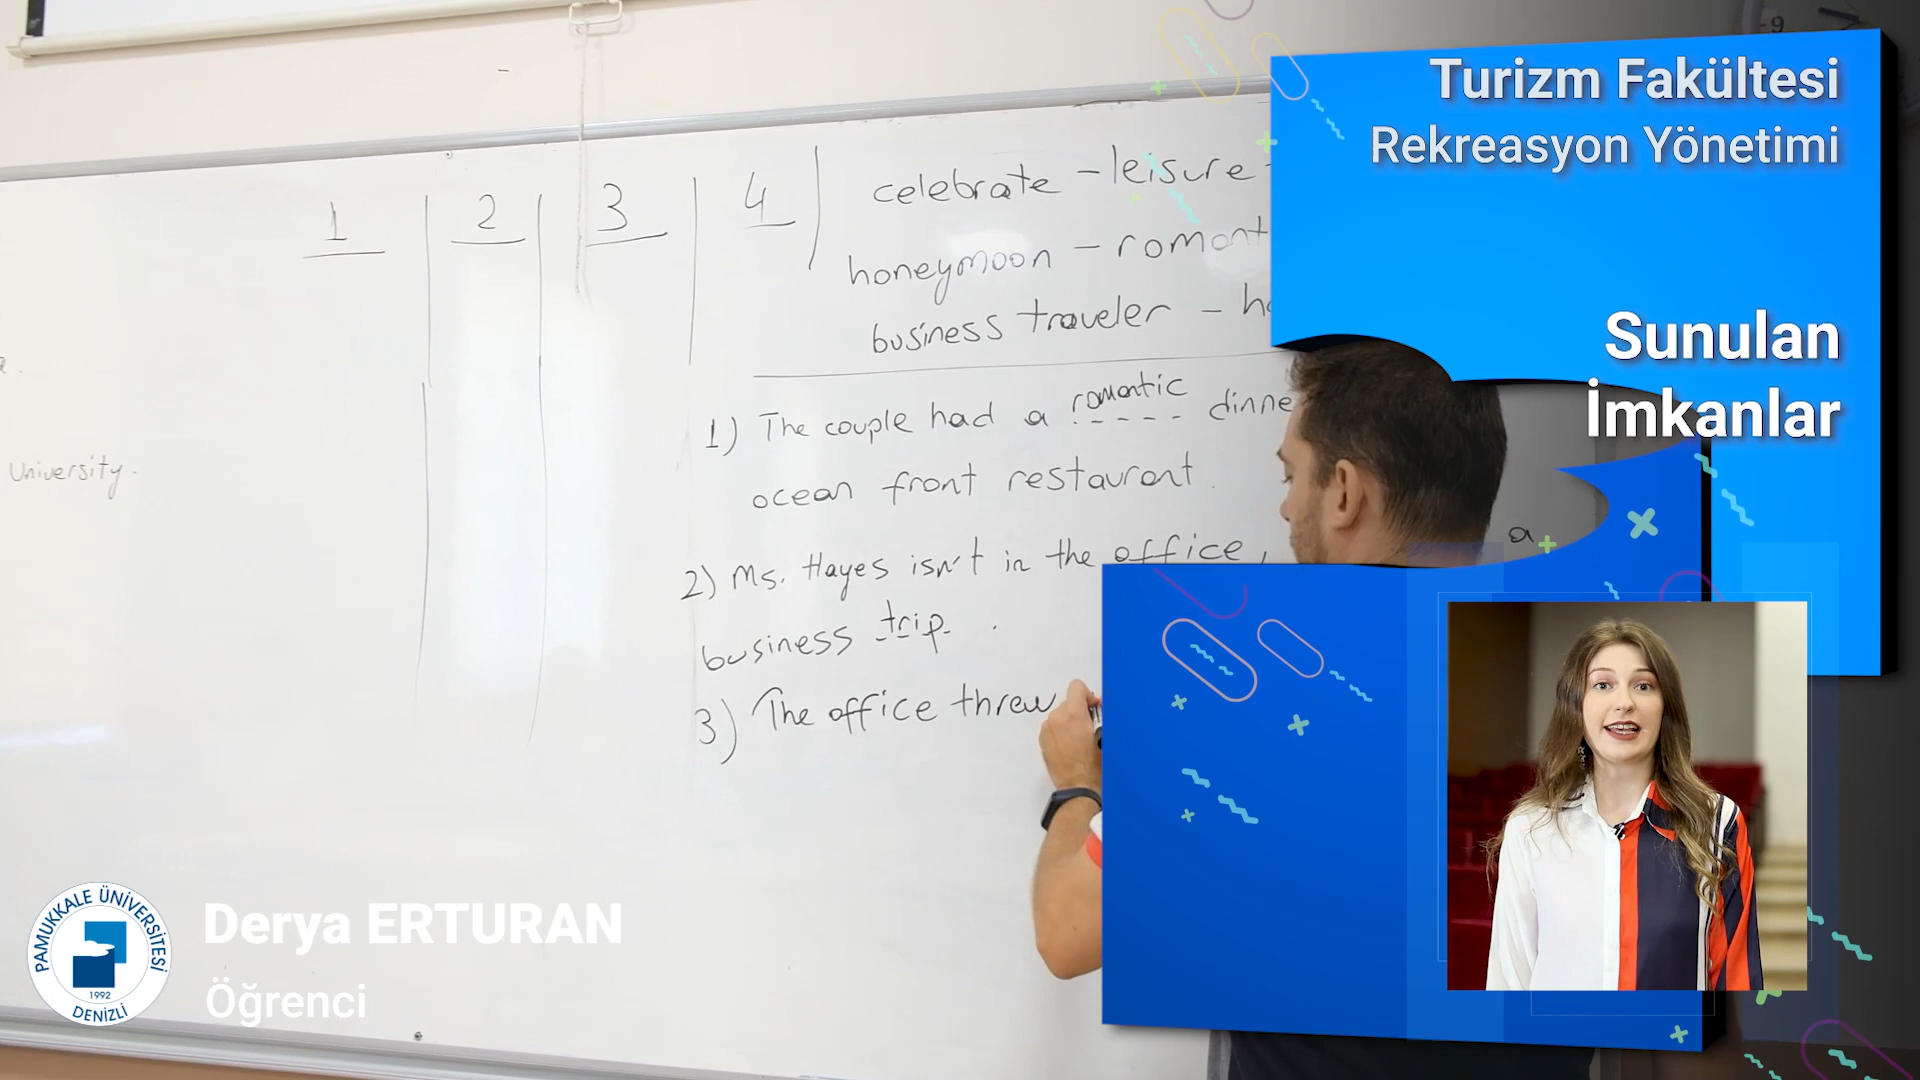 Turizm Fakültesi
Rekreasyon Yönetimi
Sunulan
İmkanlar
1 2 3 4
celebrate - leisure -
honeymoon -
business traveler -
1) The couple had a romantic
ocean front restaurant.
2) Ms. Hayes isn't in the office,
business trip.
3) The office threw
a
University.
PAMUKKALE ÜNİVERSİTESİ
1992
DENİZLİ
Derya ERTURAN
Öğrenci